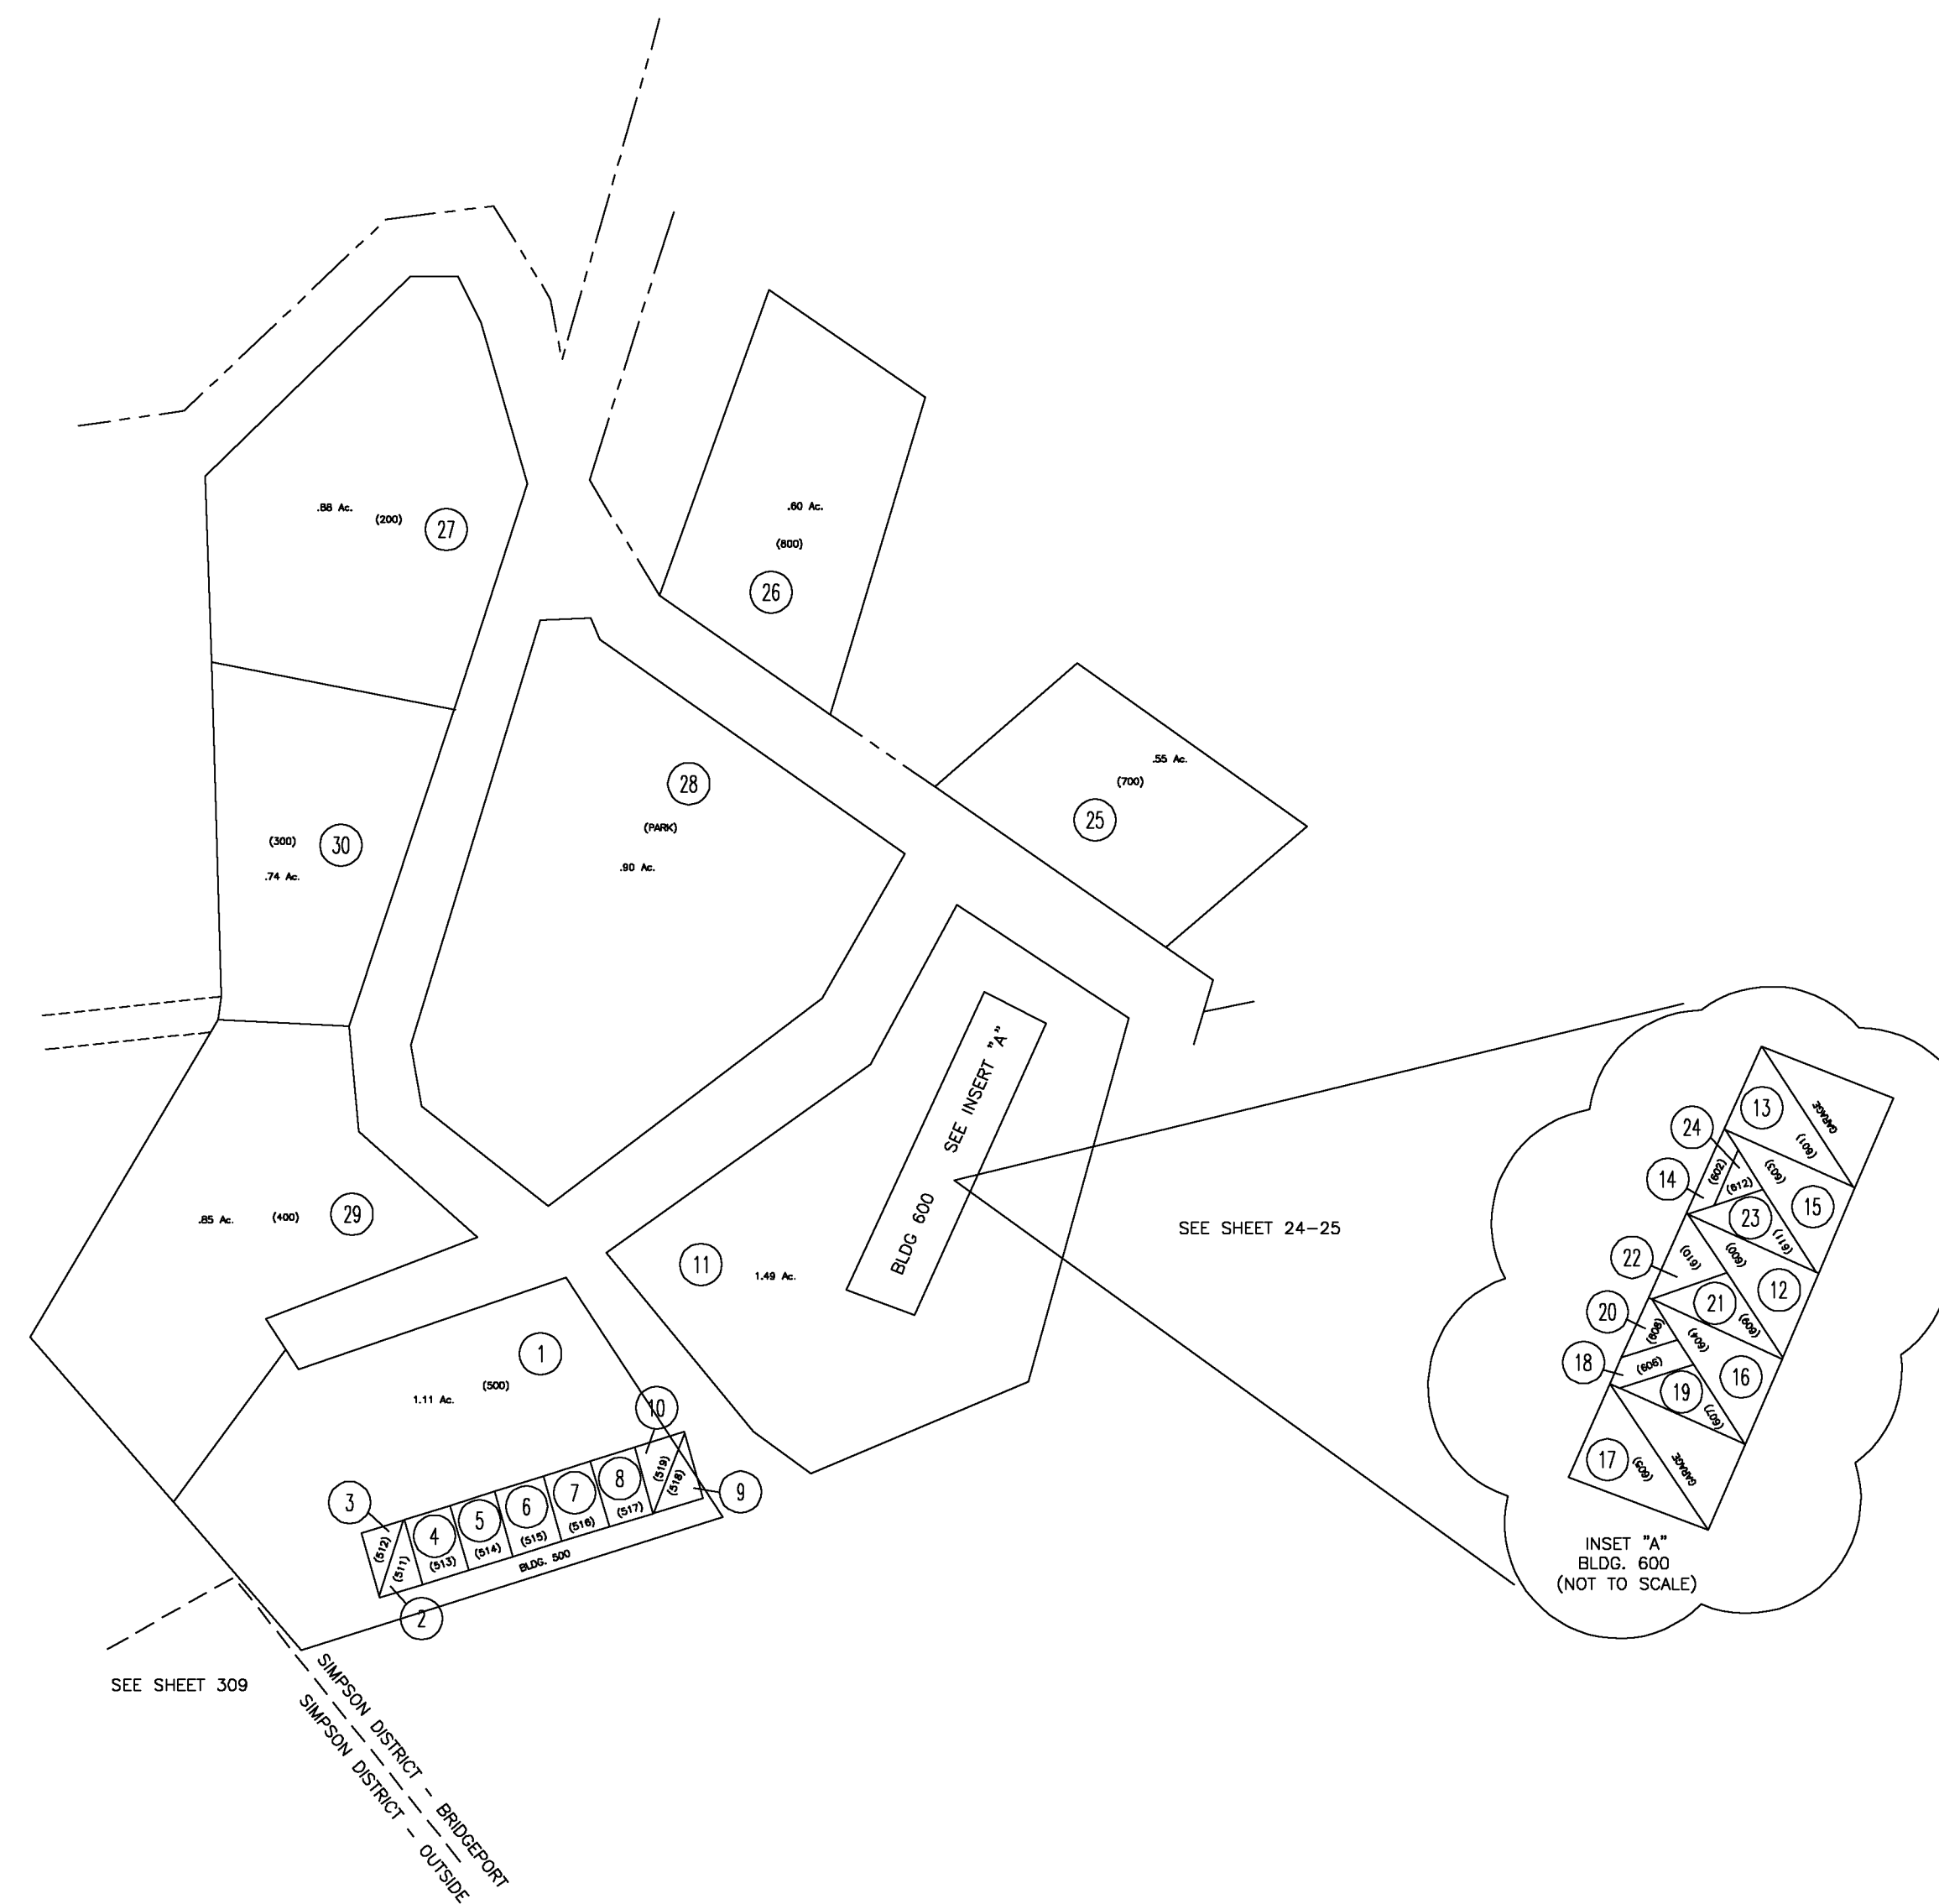 .88 Ac.
(200)
27
.60 Ac.
(800)
26
.55 Ac.
(700)
25
28
(PARK)
.90 Ac.
(300)
30
.74 Ac.
.85 Ac.
(400)
29
11
1.49 Ac.
BLDG 600 SEE INSERT "A"
SEE SHEET 24-25
1
(500)
1.11 Ac.
10
(519)
(518)
9
8
(517)
7
(516)
6
(515)
5
(514)
4
(513)
3
(512)
(511)
2
BLDG. 500
SEE SHEET 309
SIMPSON DISTRICT - BRIDGEPORT
SIMPSON DISTRICT - OUTSIDE
13
GARAGE
(601)
24
(602)
(603)
14
(612)
15
23
(611)
22
(610)
(600)
12
21
20
(608)
(609)
(604)
18
(606)
16
19
(607)
17
GARAGE
INSET "A"
BLDG. 600
(NOT TO SCALE)